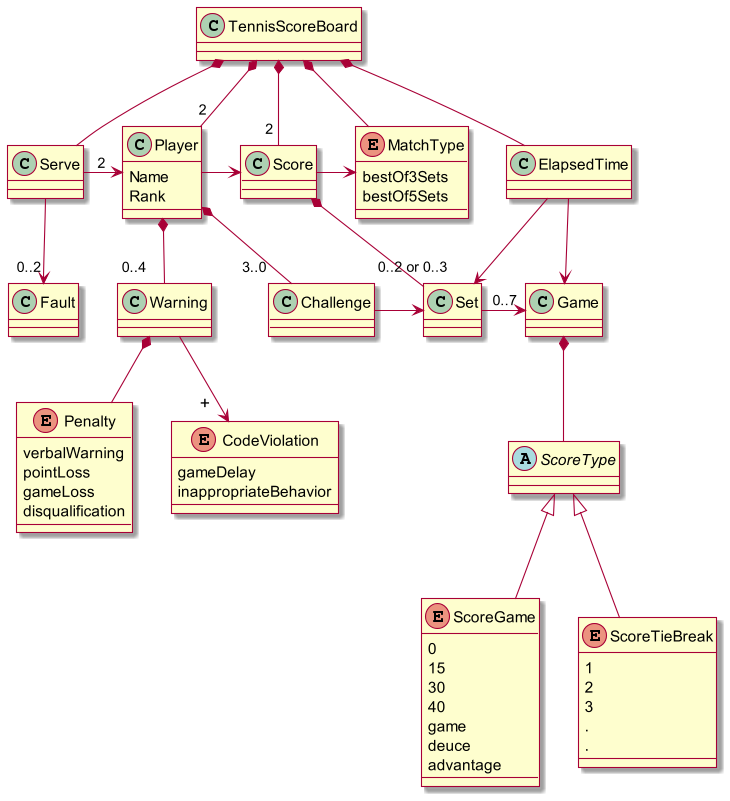 C TennisScoreBoard
2
2
C Serve
2
C Player
Name
Rank
C Score
E MatchType
bestOf3Sets
bestOf5Sets
C ElapsedTime
0..2
0..4
3..0
0..2 or 0..3
C Fault
C Warning
C Challenge
C Set
0..7
C Game
+
E Penalty
verbalWarning
pointLoss
gameLoss
disqualification
E CodeViolation
gameDelay
inappropriateBehavior
A ScoreType
E ScoreGame
0
15
30
40
game
deuce
advantage
E ScoreTieBreak
1
2
3
.
.